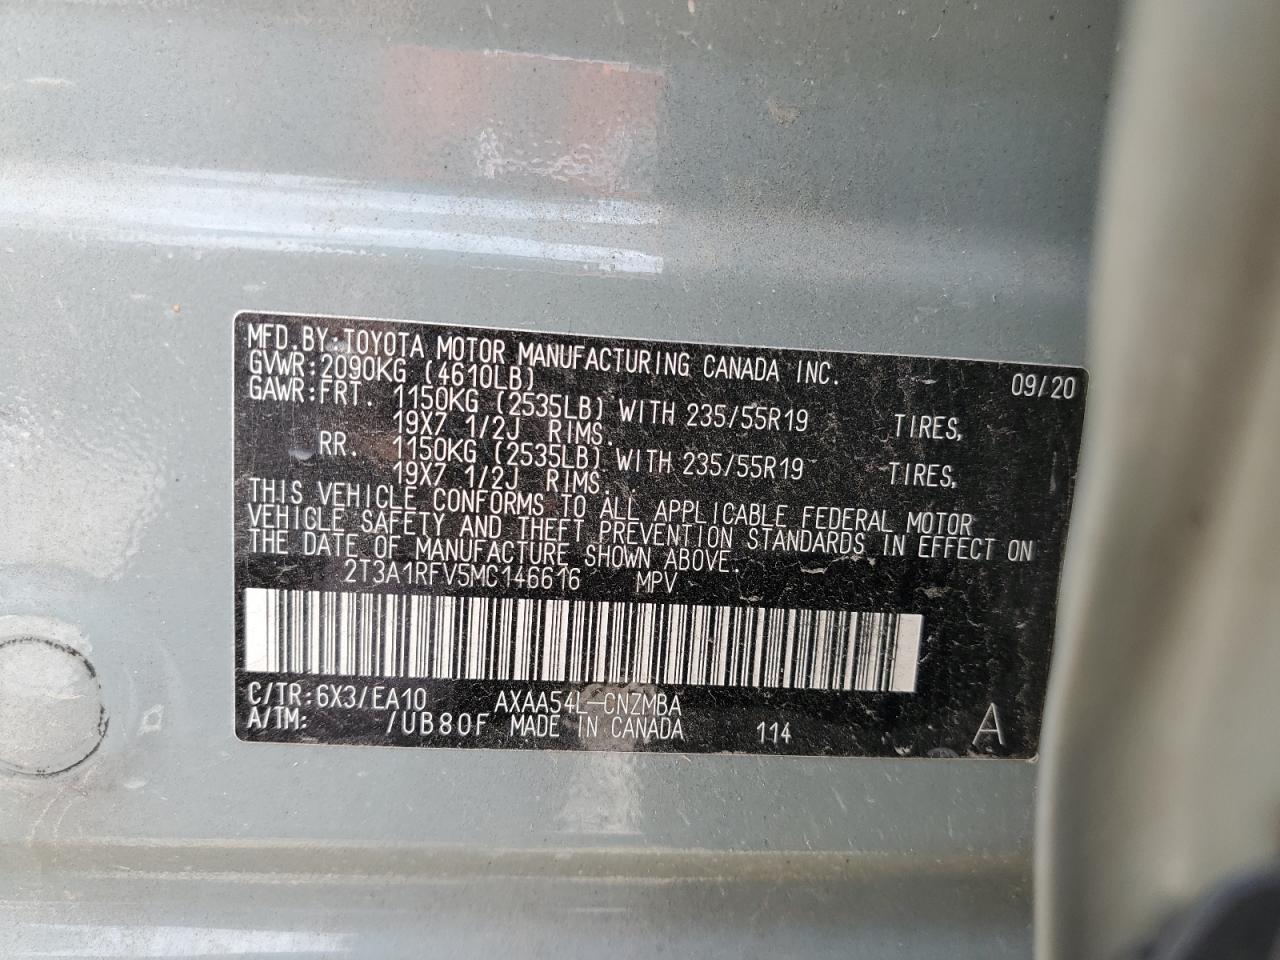 MFD.BY:TOYOTA MOTOR MANUFACTURING CANADA INC. 09/20
GVWR:2090KG (4610LB)
GAWR:FRT. 1150KG (2535LB) WITH 235/55R19 TIRES,
19X7 1/2J RIMS.
RR. 1150KG (2535LB) WITH 235/55R19 TIRES,
19X7 1/2J RIMS.
THIS VEHICLE CONFORMS TO ALL APPLICABLE FEDERAL MOTOR
VEHICLE SAFETY AND THEFT PREVENTION STANDARDS IN EFFECT ON
THE DATE OF MANUFACTURE SHOWN ABOVE.
2T3A1RFV5MC146616 MPV
C/TR:6X3/EA10 AXAA54L-CNZMBA
A/TM: /UB80F MADE IN CANADA 114 A